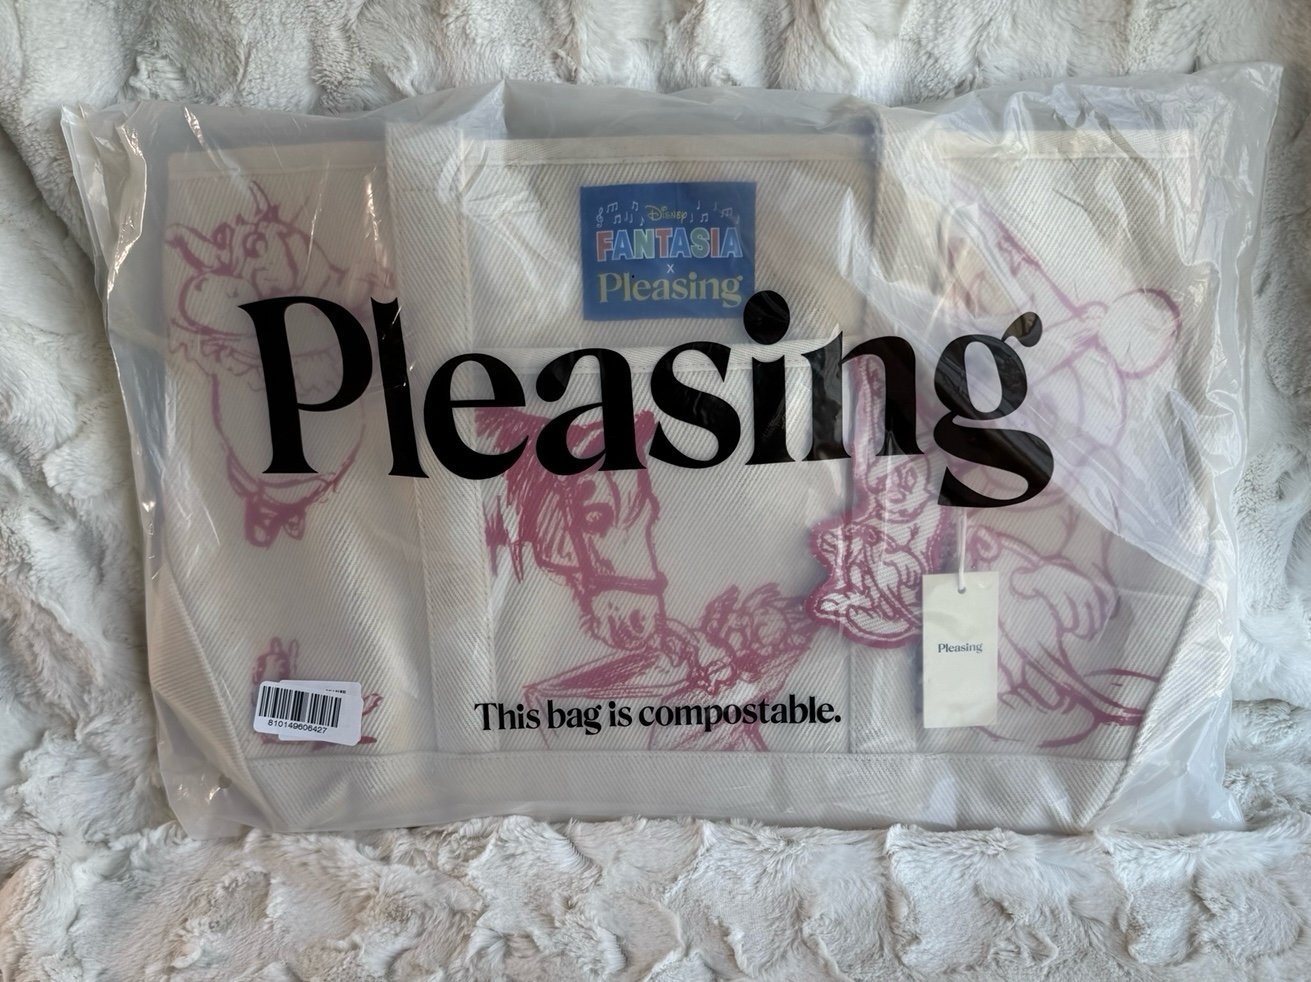 Disney
FANTASIA
x
Pleasing
Pleasing
Pleasing
This bag is compostable.
810149606427